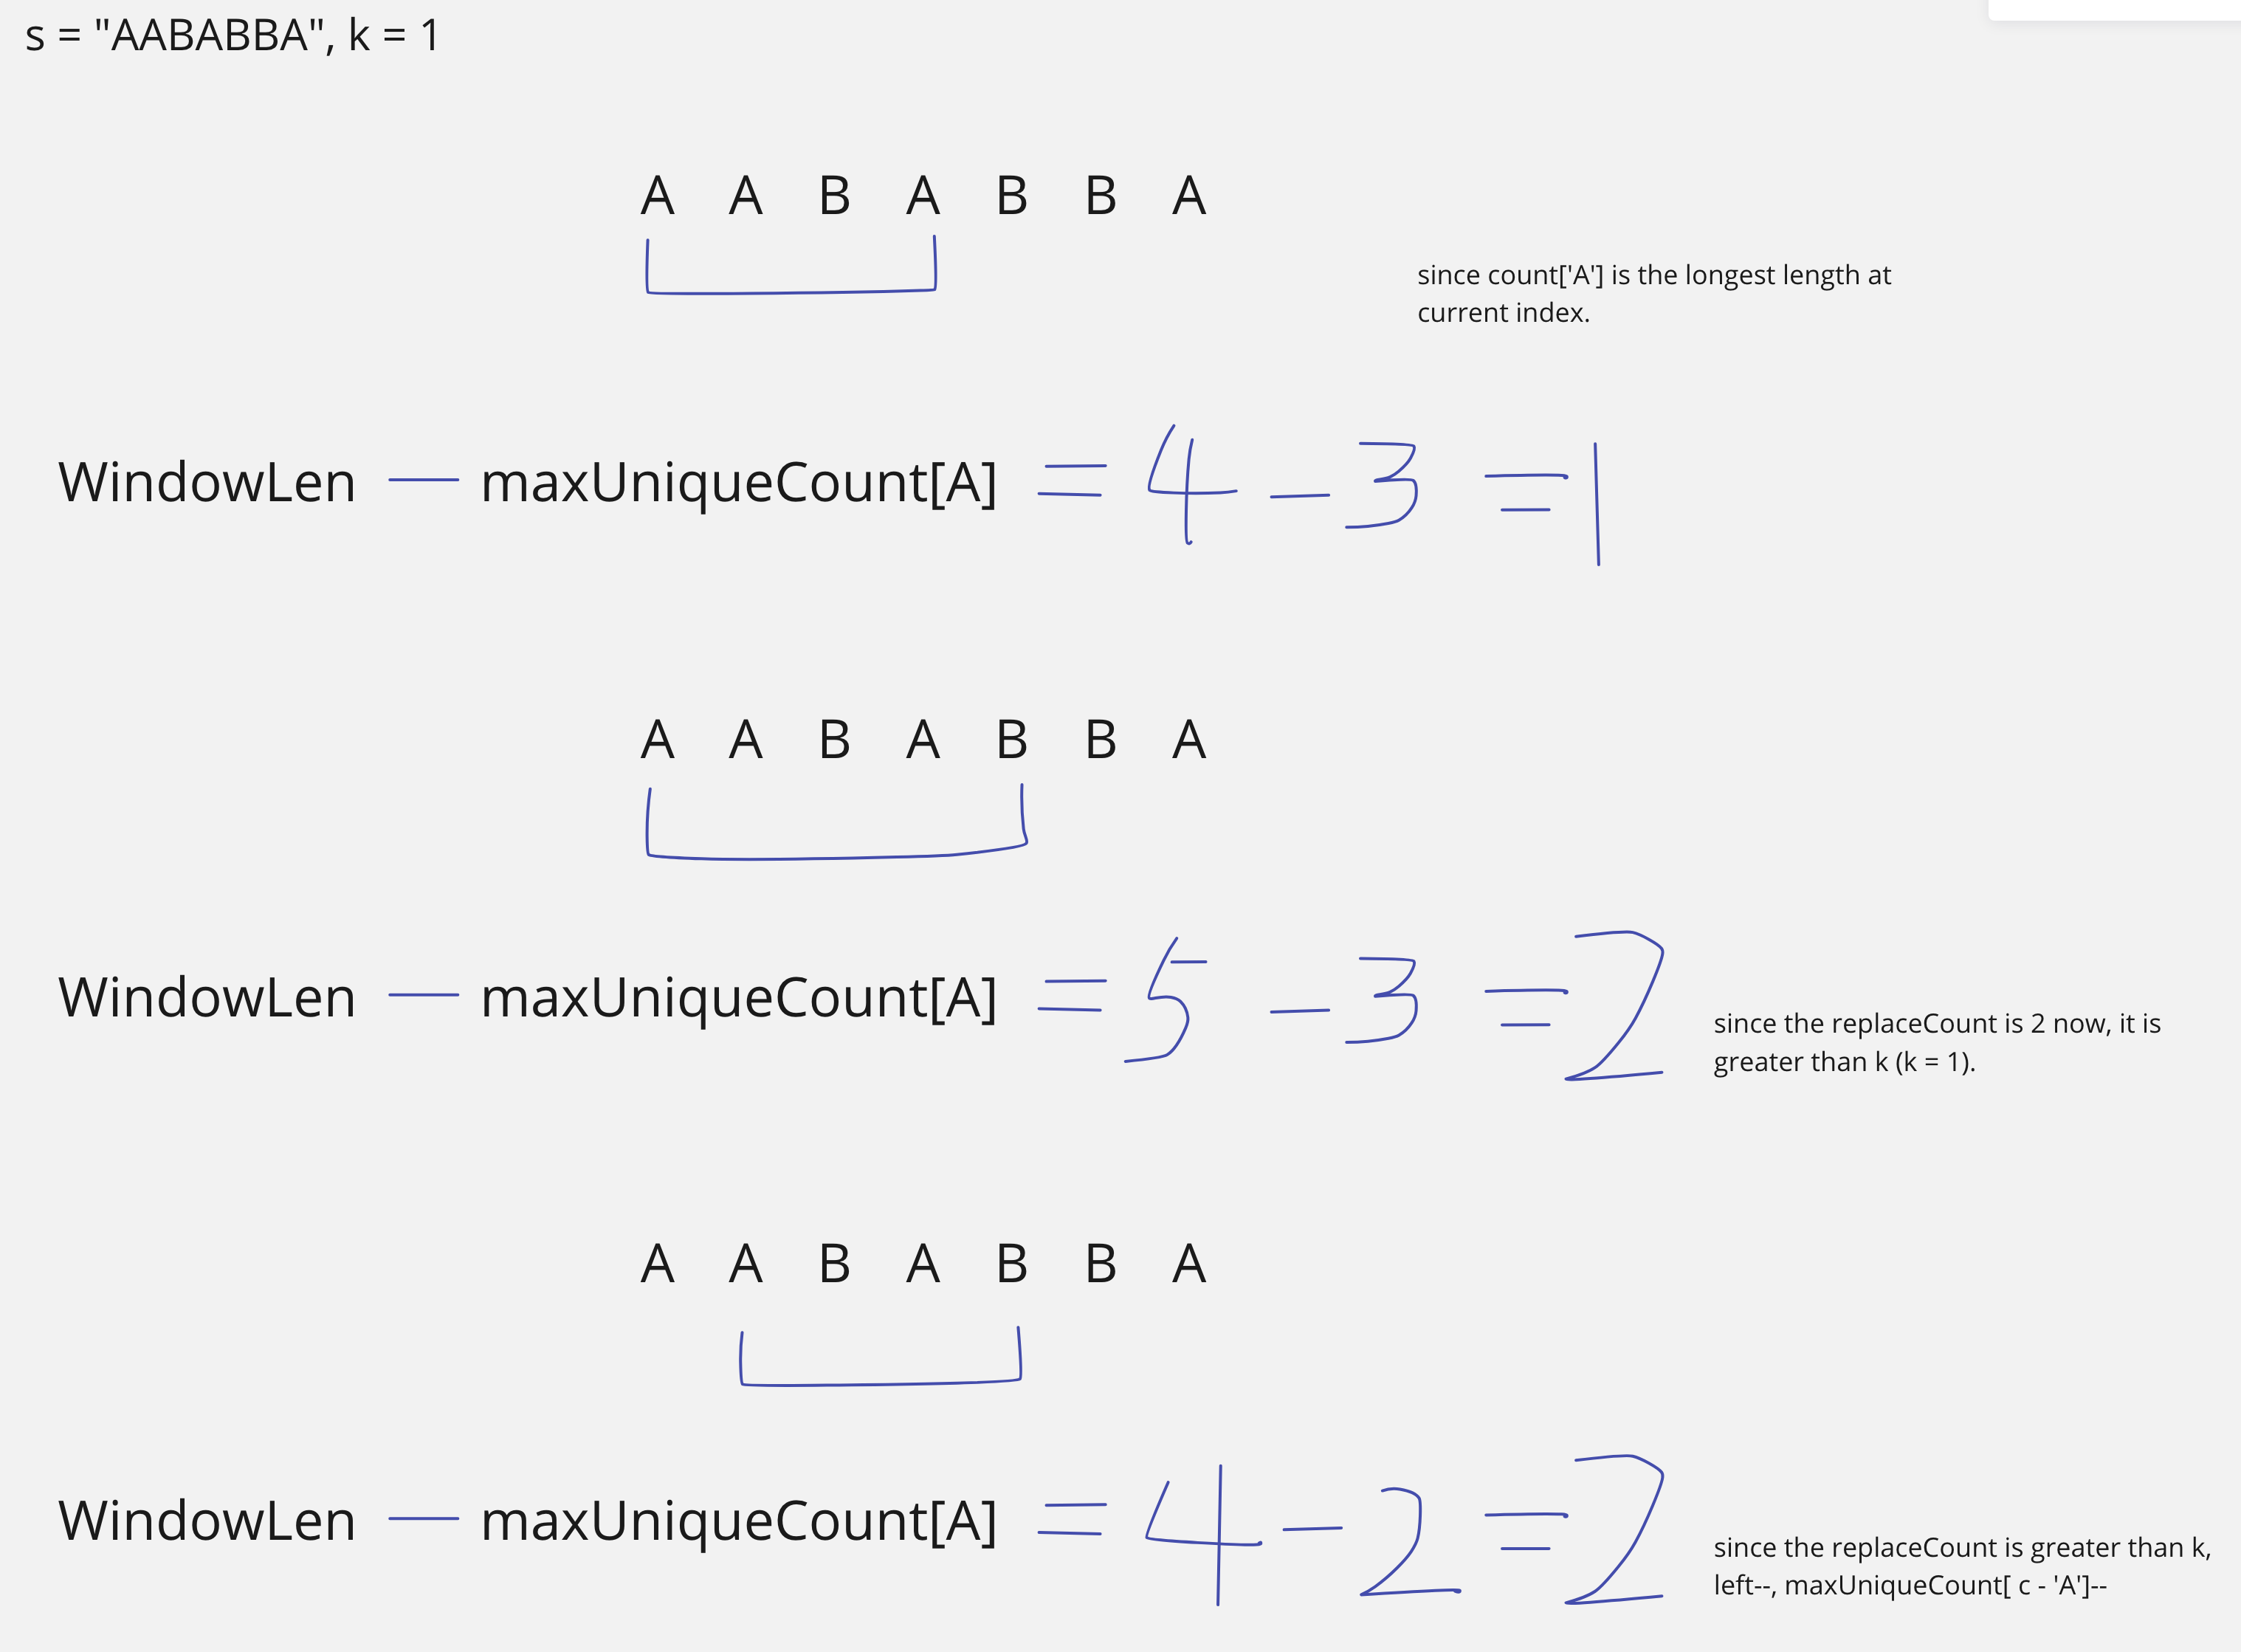 s = "AABABBA", k = 1
A A B A B B A
since count['A'] is the longest length at
current index.
WindowLen — maxUniqueCount[A] = 4 - 3 = 1
A A B A B B A
WindowLen — maxUniqueCount[A] = 5 - 3 = 2
since the replaceCount is 2 now, it is
greater than k (k = 1).
A A B A B B A
WindowLen — maxUniqueCount[A] = 4 - 2 = 2
since the replaceCount is greater than k,
left--, maxUniqueCount[ c - 'A']--